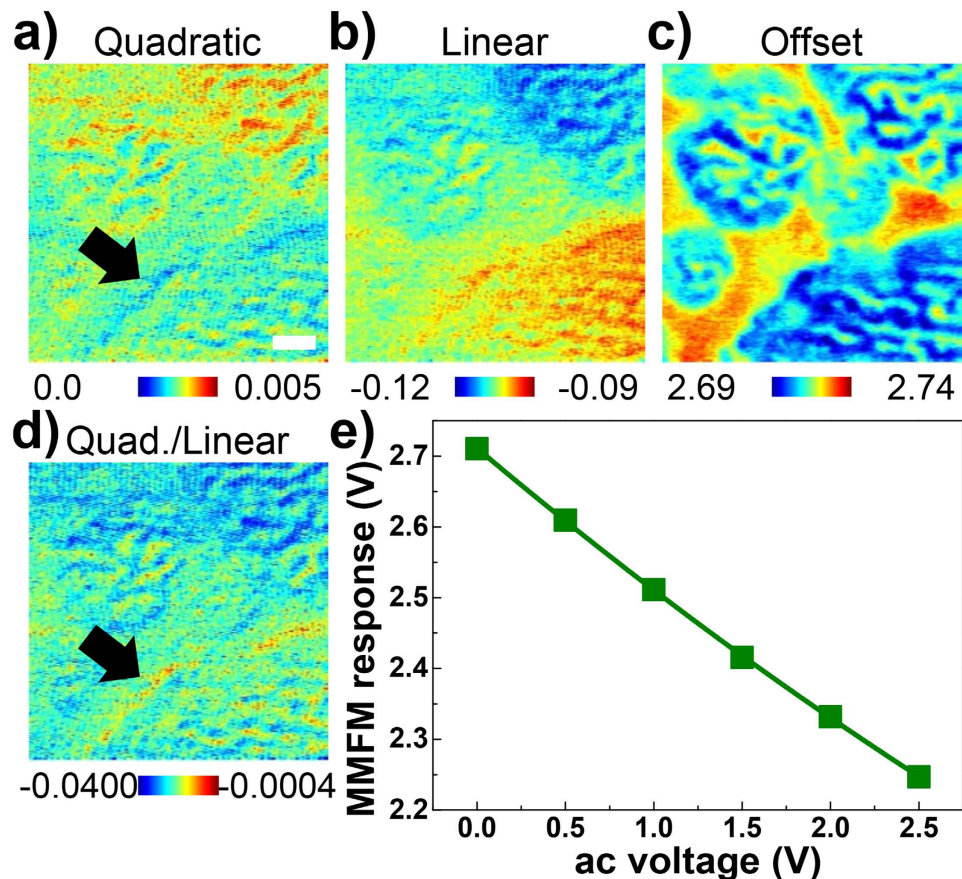 a) Quadratic
b) Linear
c) Offset
0.0 0.005
-0.12 -0.09
2.69 2.74
d) Quad./Linear
-0.0400 -0.0004
e)
MMFM response (V)
2.7
2.6
2.5
2.4
2.3
2.2
0.0 0.5 1.0 1.5 2.0 2.5
ac voltage (V)